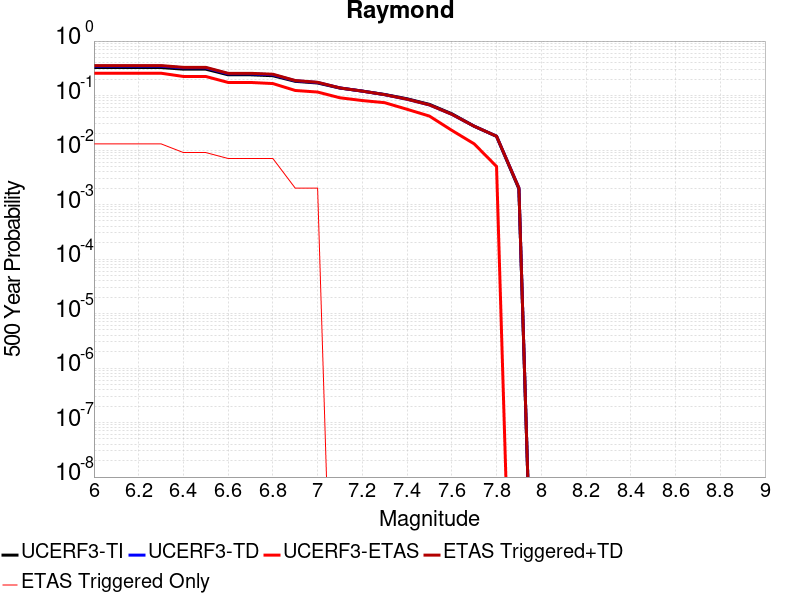 Raymond
10^0
10^-1
10^-2
10^-3
10^-4
10^-5
10^-6
10^-7
10^-8
500 Year Probability
6 6.2 6.4 6.6 6.8 7 7.2 7.4 7.6 7.8 8 8.2 8.4 8.6 8.8 9
Magnitude
UCERF3-TI UCERF3-TD UCERF3-ETAS ETAS Triggered+TD
ETAS Triggered Only